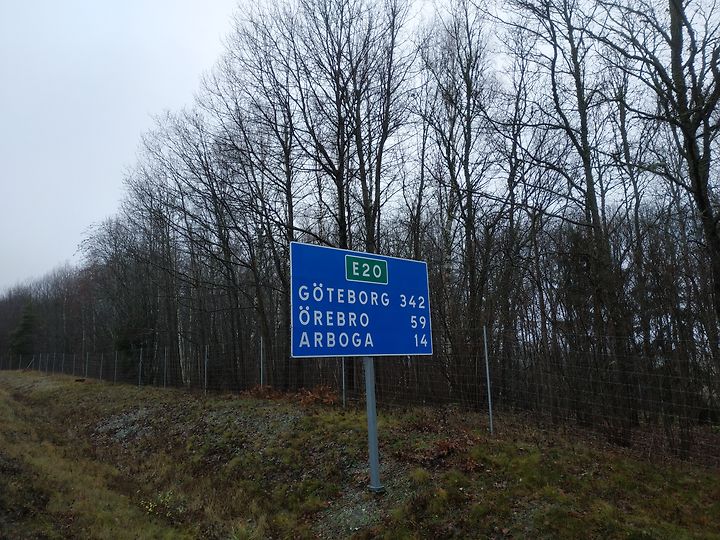 E20
GÖTEBORG 342
ÖREBRO 59
ARBOGA 14